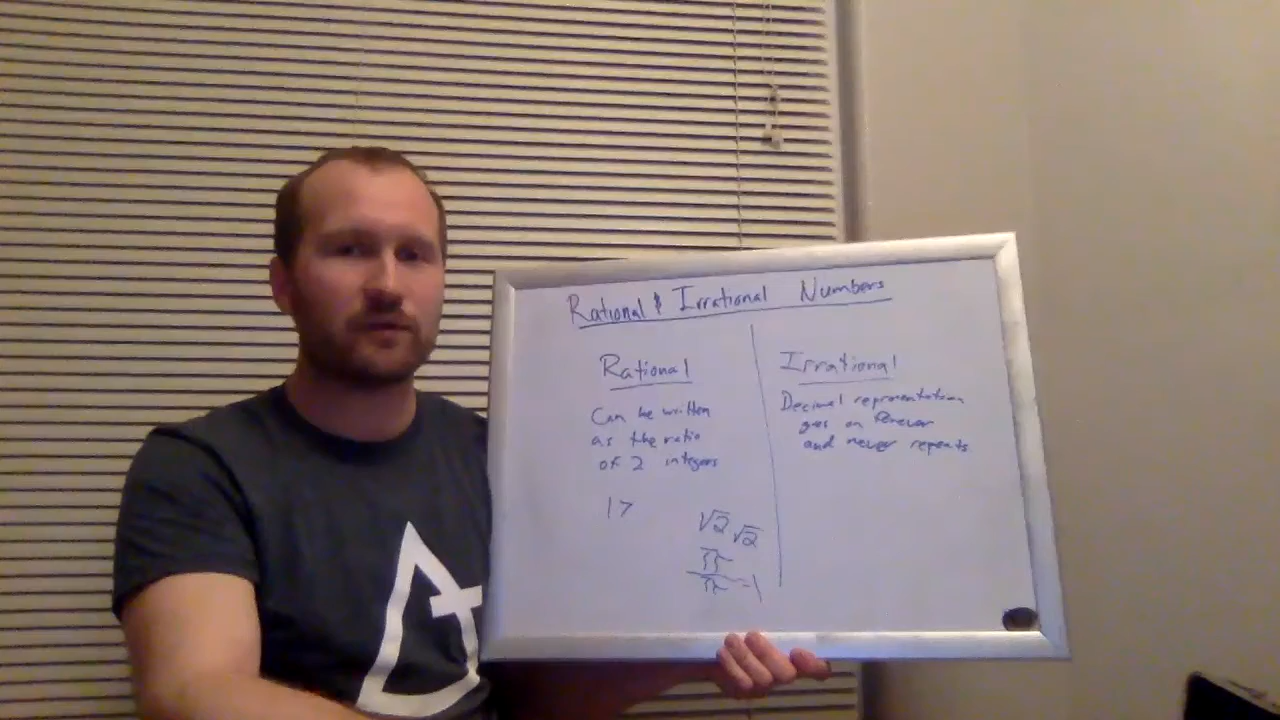 Rational & Irrational Numbers
Rational
Can be written
as the ratio
of 2 integers
17
√2 √2
π
π = 1
Irrational
Decimal representation
goes on forever
and never repeats